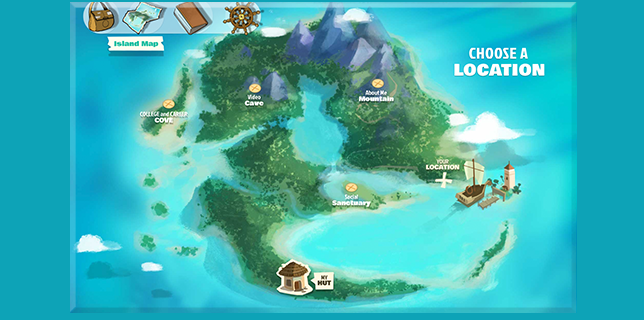 Island Map
CHOOSE A
LOCATION
Video
Cave
About Me
Mountain
COLLEGE and CAREER
COVE
YOUR
LOCATION
Social
Sanctuary
MY
HUT